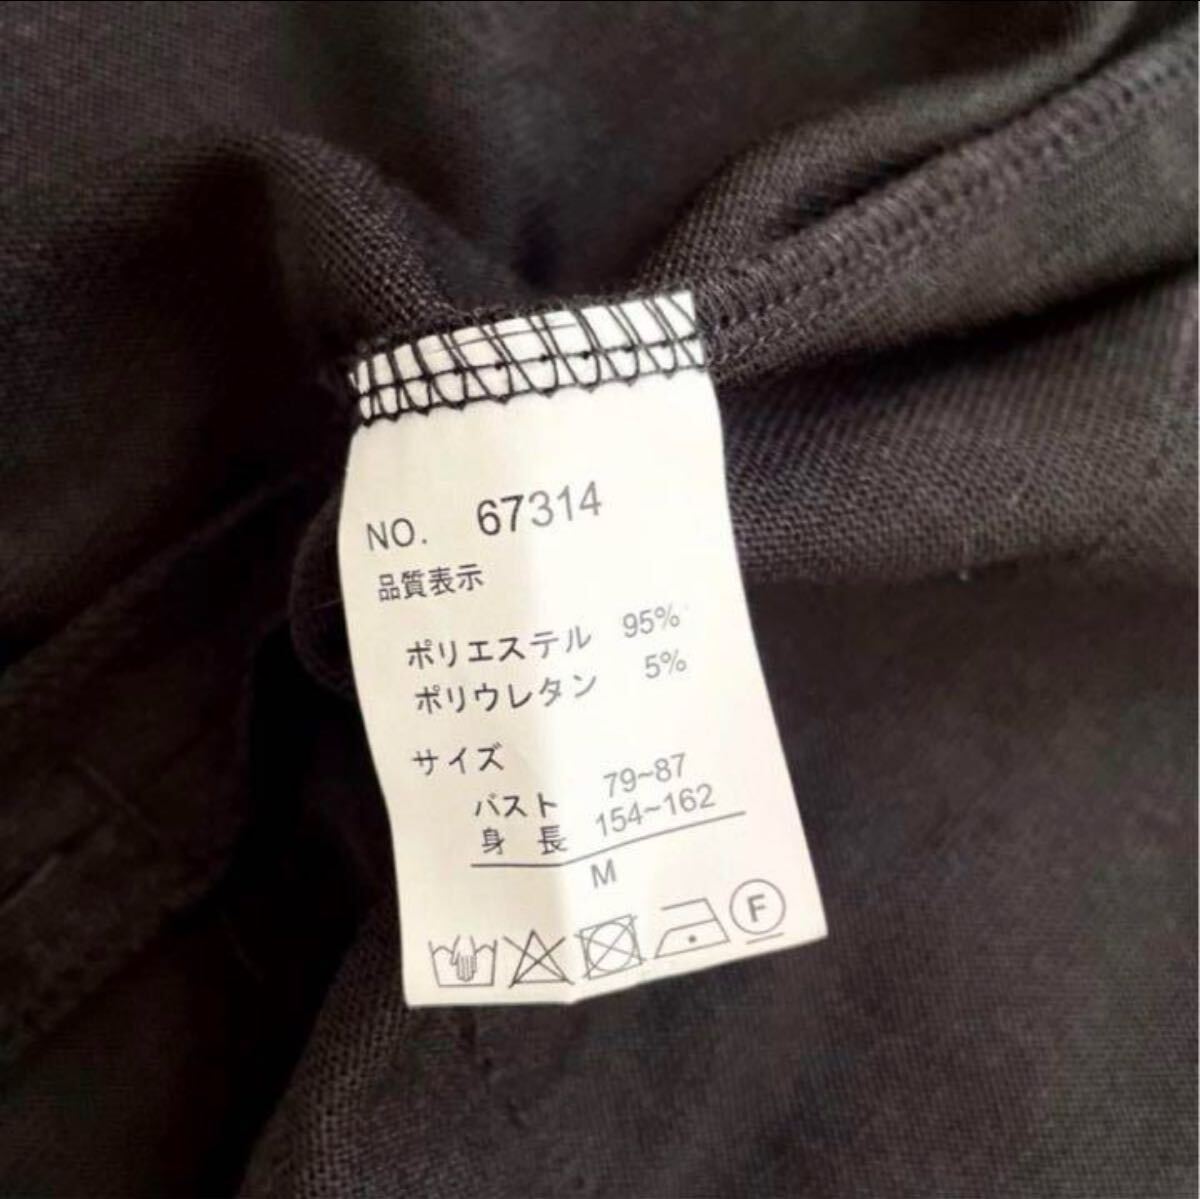 NO. 67314
品質表示
ポリエステル 95%
ポリウレタン 5%
サイズ
バスト 79~87
身 長 154~162
M
F